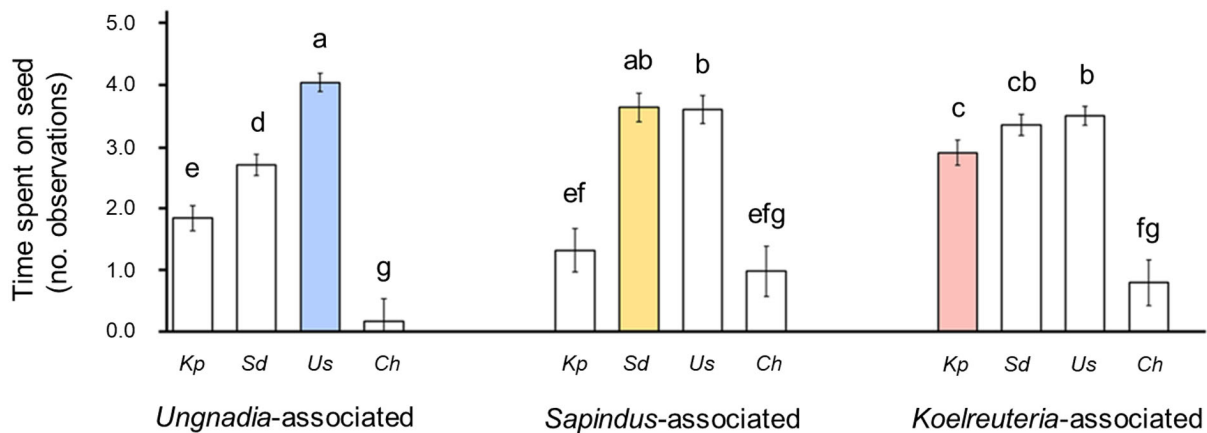 Time spent on seed
(no. observations)
5.0
4.0
3.0
2.0
1.0
0.0
e
d
a
g
ef
ab
b
efg
c
cb
b
fg
Kp Sd Us Ch
Kp Sd Us Ch
Kp Sd Us Ch
Ungnadia-associated
Sapindus-associated
Koelreuteria-associated